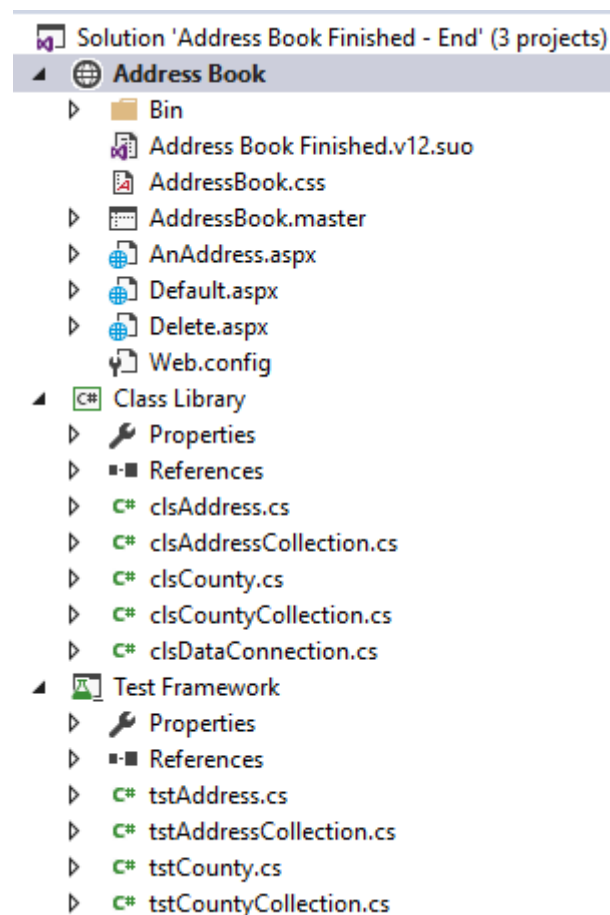 Solution 'Address Book Finished - End' (3 projects)
Address Book
Bin
Address Book Finished.v12.suo
AddressBook.css
AddressBook.master
AnAddress.aspx
Default.aspx
Delete.aspx
Web.config
C# Class Library
Properties
References
C# clsAddress.cs
C# clsAddressCollection.cs
C# clsCounty.cs
C# clsCountyCollection.cs
C# clsDataConnection.cs
Test Framework
Properties
References
C# tstAddress.cs
C# tstAddressCollection.cs
C# tstCounty.cs
C# tstCountyCollection.cs